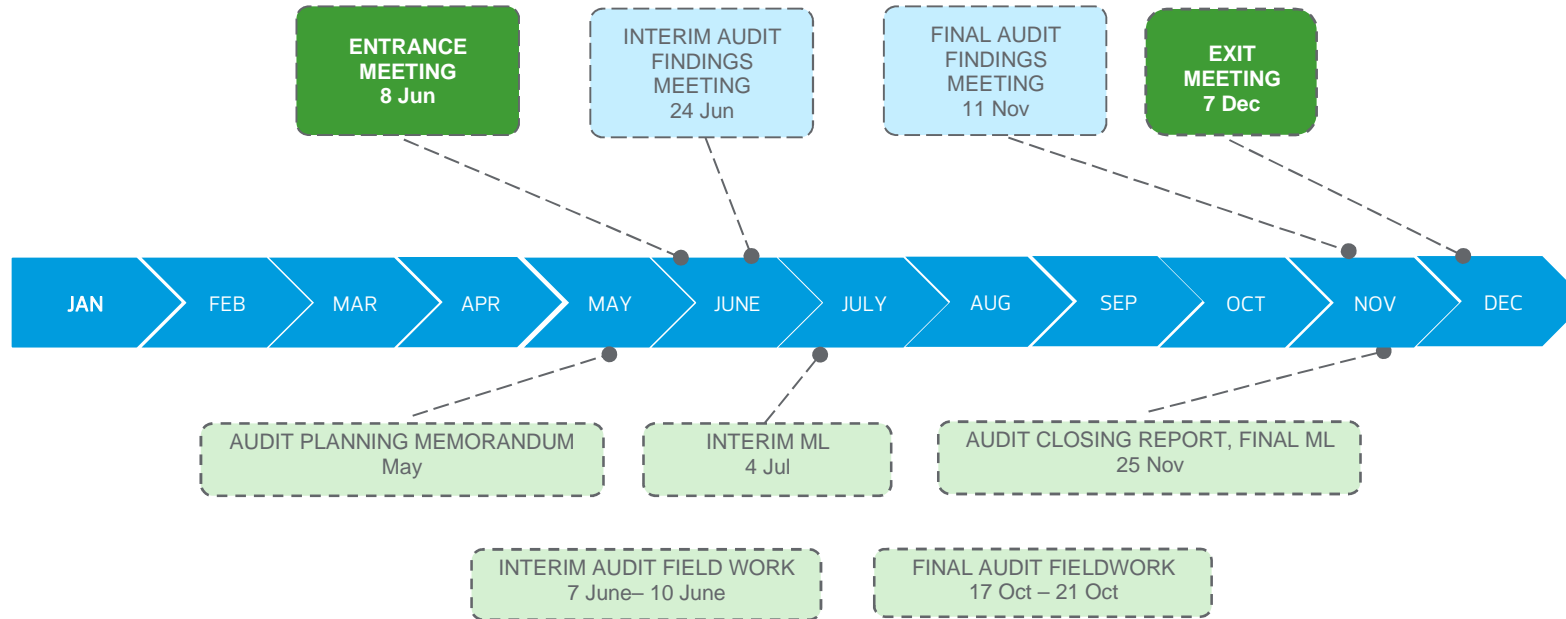 ENTRANCE
MEETING
8 Jun
INTERIM AUDIT
FINDINGS
MEETING
24 Jun
FINAL AUDIT
FINDINGS
MEETING
11 Nov
EXIT
MEETING
7 Dec
JAN
FEB
MAR
APR
MAY
JUNE
JULY
AUG
SEP
OCT
NOV
DEC
AUDIT PLANNING MEMORANDUM
May
INTERIM ML
4 Jul
AUDIT CLOSING REPORT, FINAL ML
25 Nov
INTERIM AUDIT FIELD WORK
7 June– 10 June
FINAL AUDIT FIELDWORK
17 Oct – 21 Oct